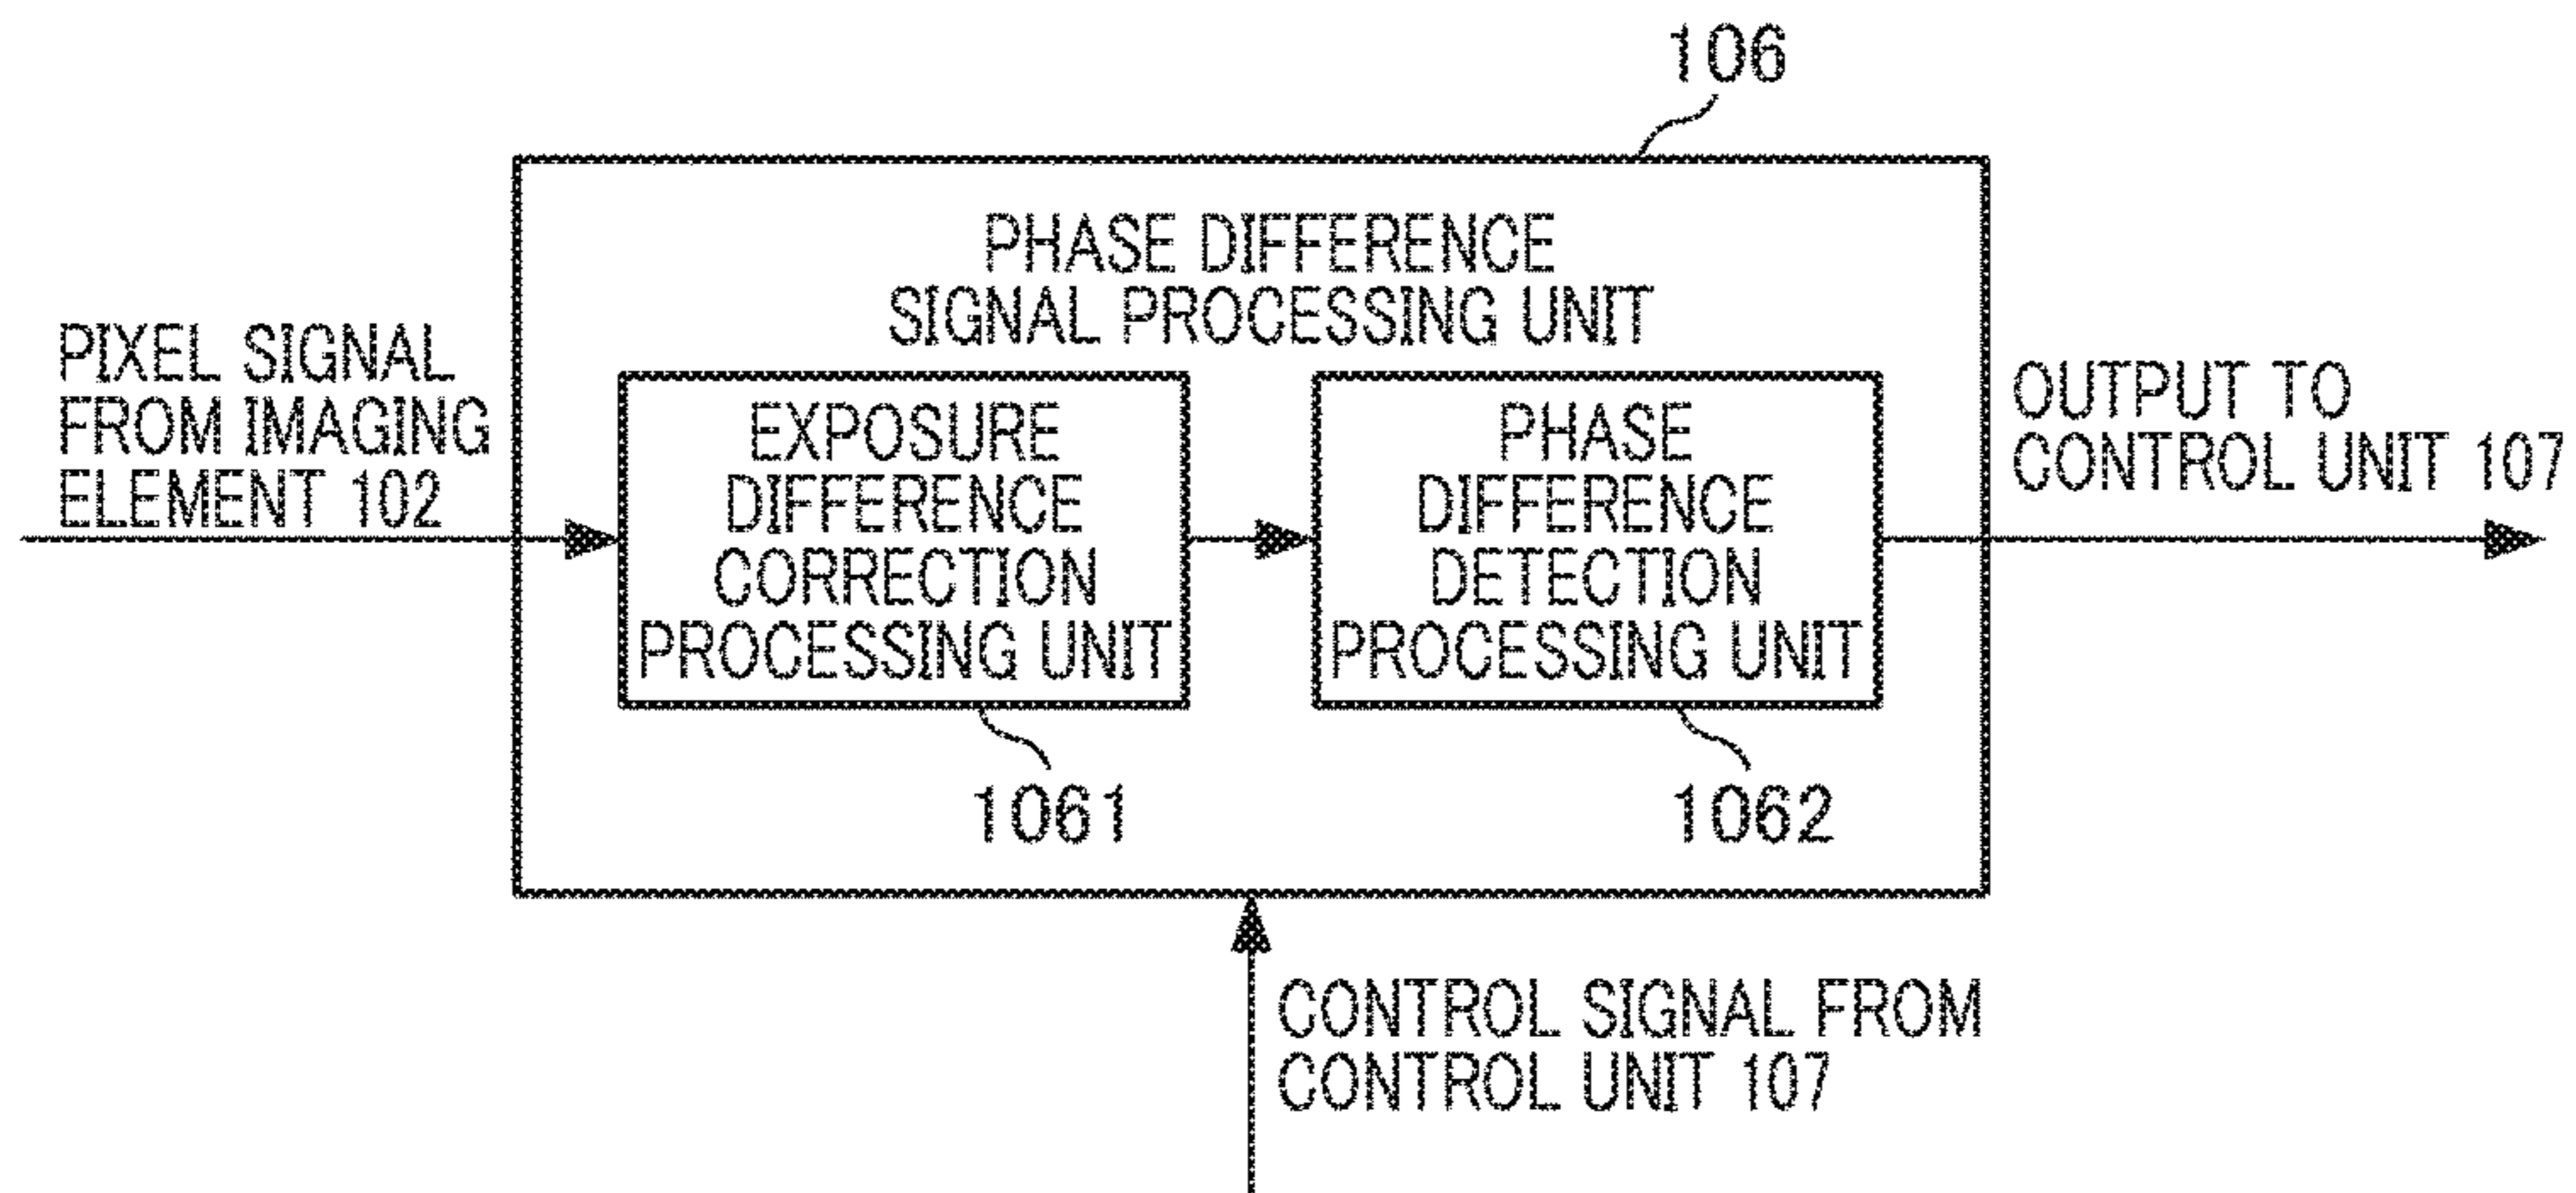 106
PHASE DIFFERENCE
SIGNAL PROCESSING UNIT
PIXEL SIGNAL
FROM IMAGING
ELEMENT 102
EXPOSURE
DIFFERENCE
CORRECTION
PROCESSING UNIT
1061
PHASE
DIFFERENCE
DETECTION
PROCESSING UNIT
1062
OUTPUT TO
CONTROL UNIT 107
CONTROL SIGNAL FROM
CONTROL UNIT 107